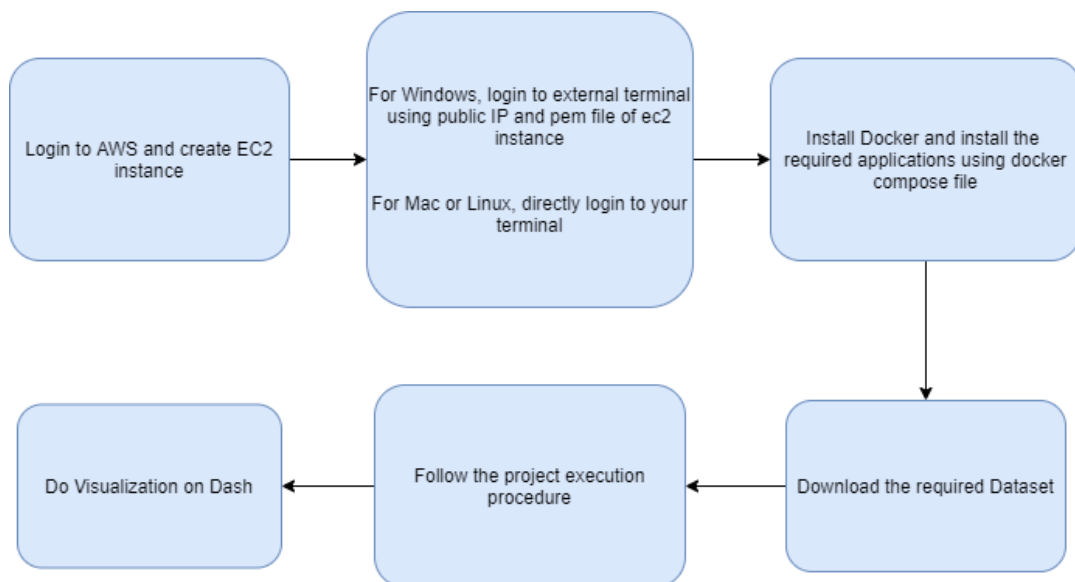 Login to AWS and create EC2
instance
For Windows, login to external terminal
using public IP and pem file of ec2
instance
For Mac or Linux, directly login to your
terminal
Install Docker and install the
required applications using docker
compose file
Download the required Dataset
Follow the project execution
procedure
Do Visualization on Dash